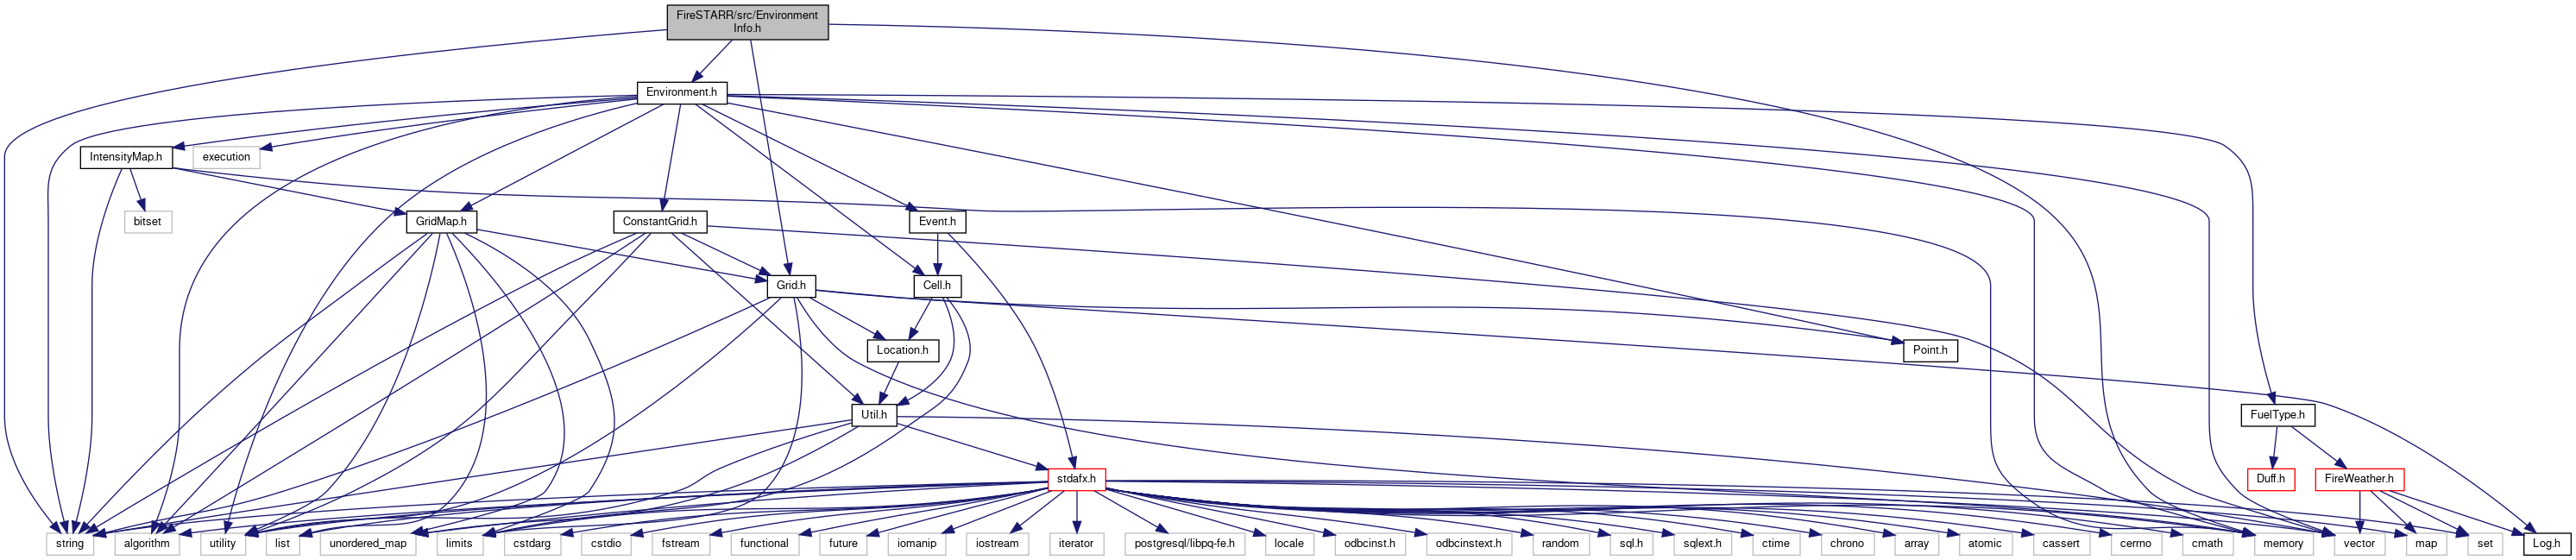 FireSTARR/src/Environment
Info.h
Environment.h
IntensityMap.h
execution
bitset
GridMap.h
ConstantGrid.h
Event.h
Grid.h
Cell.h
Location.h
Point.h
Util.h
FuelType.h
stdafx.h
Duff.h
FireWeather.h
string
algorithm
utility
list
unordered_map
limits
cstdarg
cstdio
fstream
functional
future
iomanip
iostream
iterator
postgresql/libpq-fe.h
locale
odbcinst.h
odbcinstext.h
random
sql.h
sqlext.h
ctime
chrono
array
atomic
cassert
cerrno
cmath
memory
vector
map
set
Log.h